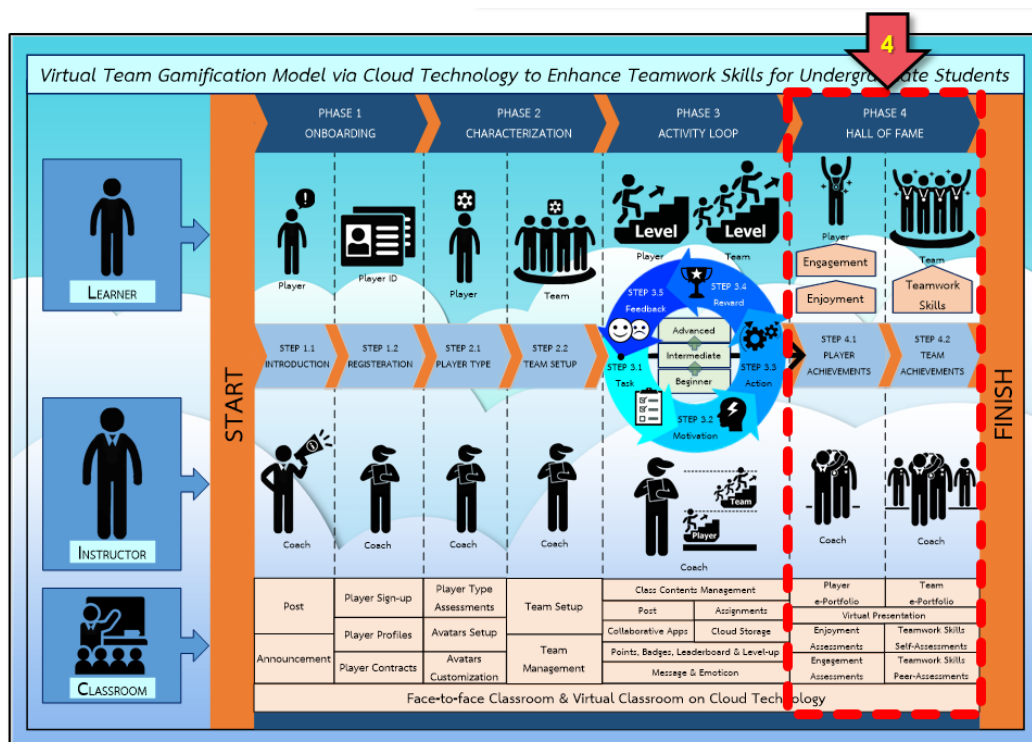 4
Virtual Team Gamification Model via Cloud Technology to Enhance Teamwork Skills for Undergraduate Students
PHASE 1
ONBOARDING
PHASE 2
CHARACTERIZATION
PHASE 3
ACTIVITY LOOP
PHASE 4
HALL OF FAME
LEARNER
Player
Player ID
Player
Team
Level
Player
Level
Team
Player
Team
Engagement
Enjoyment
Teamwork
Skills
START
STEP 1.1
INTRODUCTION
STEP 1.2
REGISTERATION
STEP 2.1
PLAYER TYPE
STEP 2.2
TEAM SETUP
STEP 3.5
Feedback
STEP 3.4
Reward
STEP 3.1
Task
STEP 3.3
Action
STEP 3.2
Motivation
Advanced
Intermediate
Beginner
STEP 4.1
PLAYER
ACHIEVEMENTS
STEP 4.2
TEAM
ACHIEVEMENTS
FINISH
INSTRUCTOR
Coach
Coach
Coach
Coach
Team
Player
Coach
Coach
Coach
CLASSROOM
Post
Announcement
Player Sign-up
Player Profiles
Player Contracts
Player Type
Assessments
Avatars Setup
Avatars
Customization
Team Setup
Team
Management
Class Contents Management
Post
Assignments
Collaborative Apps
Cloud Storage
Points, Badges, Leaderboard & Level-up
Message & Emoticon
Player
e-Portfolio
Team
e-Portfolio
Virtual Presentation
Enjoyment
Assessments
Teamwork Skills
Self-Assessments
Engagement
Assessments
Teamwork Skills
Peer-Assessments
Face-to-face Classroom & Virtual Classroom on Cloud Technology